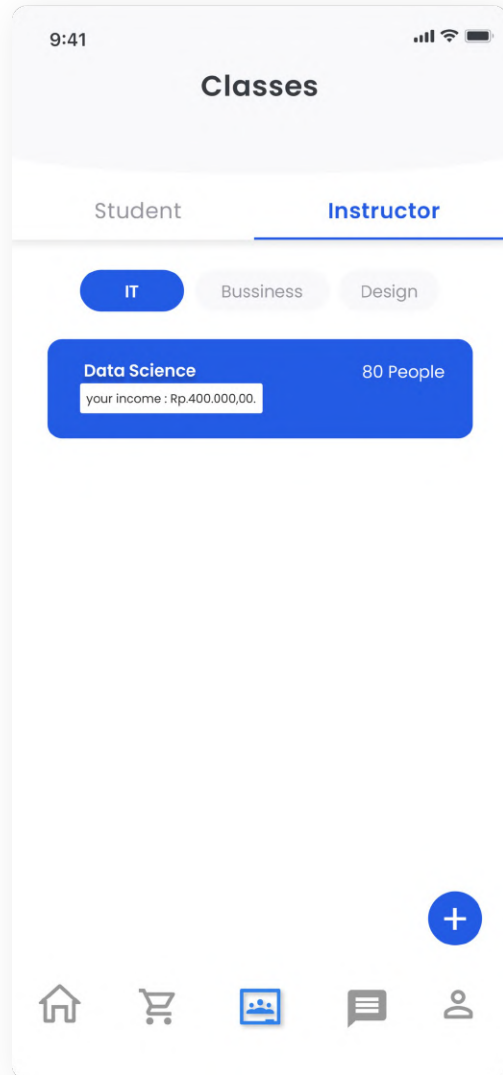 9:41
Classes
Student Instructor
IT Bussiness Design
Data Science 80 People
your income : Rp.400.000,00.